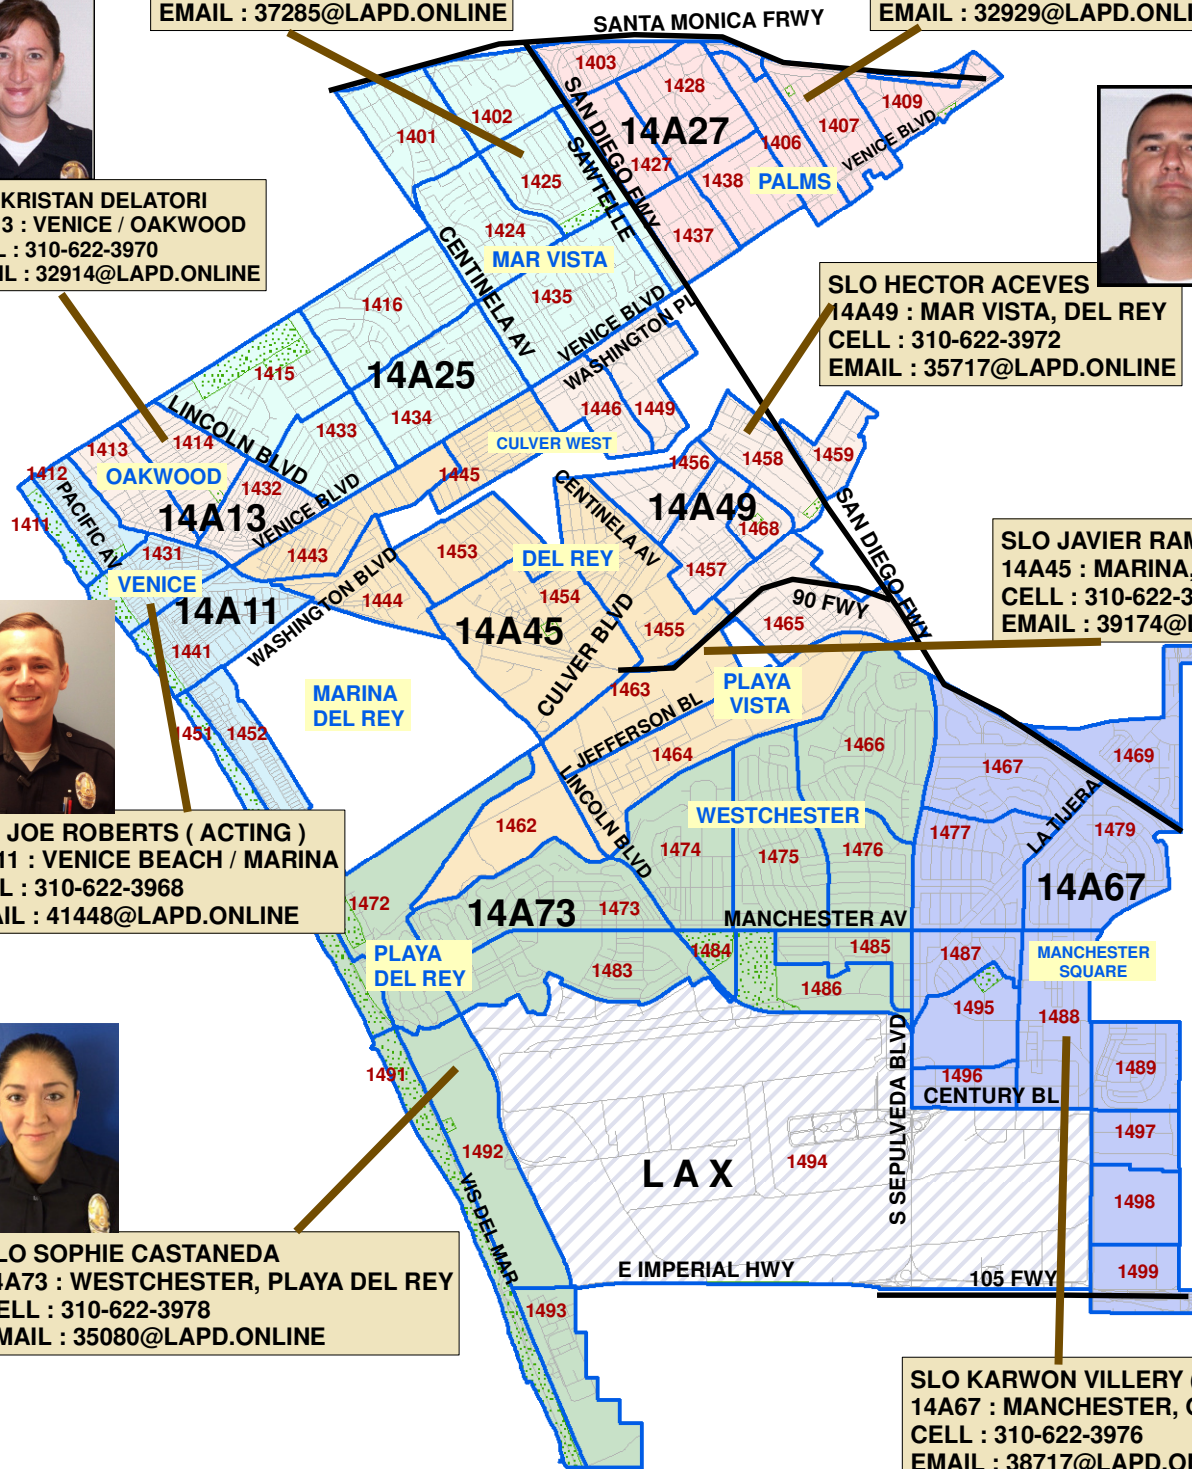 EMAIL : 37285@LAPD.ONLINE
EMAIL : 32929@LAPD.ONLI
SANTA MONICA FRWY
1403
1428
1409
1402
1401
14A27
1407
1406
VENICE BLVD
SAN DIEGO FWY
SAWTELLE
1427
1425
1438
PALMS
KRISTAN DELATORI
3 : VENICE / OAKWOOD
L : 310-622-3970
IL : 32914@LAPD.ONLINE
1424
1437
MAR VISTA
CENTINELA AV
1435
1416
VENICE BLVD
WASHINGTON PL
SLO HECTOR ACEVES
14A49 : MAR VISTA, DEL REY
CELL : 310-622-3972
EMAIL : 35717@LAPD.ONLINE
1415
14A25
1446
1449
LINCOLN BLVD
1434
1433
CULVER WEST
1413
1414
1412
OAKWOOD
1432
1445
1456
1458
1459
PACIFIC AV
14A13
VENICE BLVD
CENTINELA AV
14A49
1468
SAN DIEGO FWY
1411
1431
1443
1453
DEL REY
1457
SLO JAVIER RAM
14A45 : MARINA,
CELL : 310-622-3
EMAIL : 39174@L
VENICE
14A11
WASHINGTON BLVD
1444
1454
90 FWY
14A45
1455
1465
CULVER BLVD
1441
MARINA
DEL REY
1463
PLAYA
VISTA
1451
1452
JEFFERSON BL
1464
1466
1467
1469
LINCOLN BLVD
LA TIJERA
1462
WESTCHESTER
1477
1479
JOE ROBERTS ( ACTING )
11 : VENICE BEACH / MARINA
L : 310-622-3968
AIL : 41448@LAPD.ONLINE
1474
1475
1476
14A67
1472
14A73
1473
MANCHESTER AV
PLAYA
DEL REY
1484
1485
1487
MANCHESTER
SQUARE
1483
1486
1495
1488
S SEPULVEDA BLVD
1491
1496
1489
CENTURY BL
1497
1492
LAX
1494
1498
VIS DEL MAR
LO SOPHIE CASTANEDA
4A73 : WESTCHESTER, PLAYA DEL REY
ELL : 310-622-3978
MAIL : 35080@LAPD.ONLINE
E IMPERIAL HWY
105 FWY
1499
1493
SLO KARWON VILLERY
14A67 : MANCHESTER, C
CELL : 310-622-3976
EMAIL : 38717@LAPD.ON